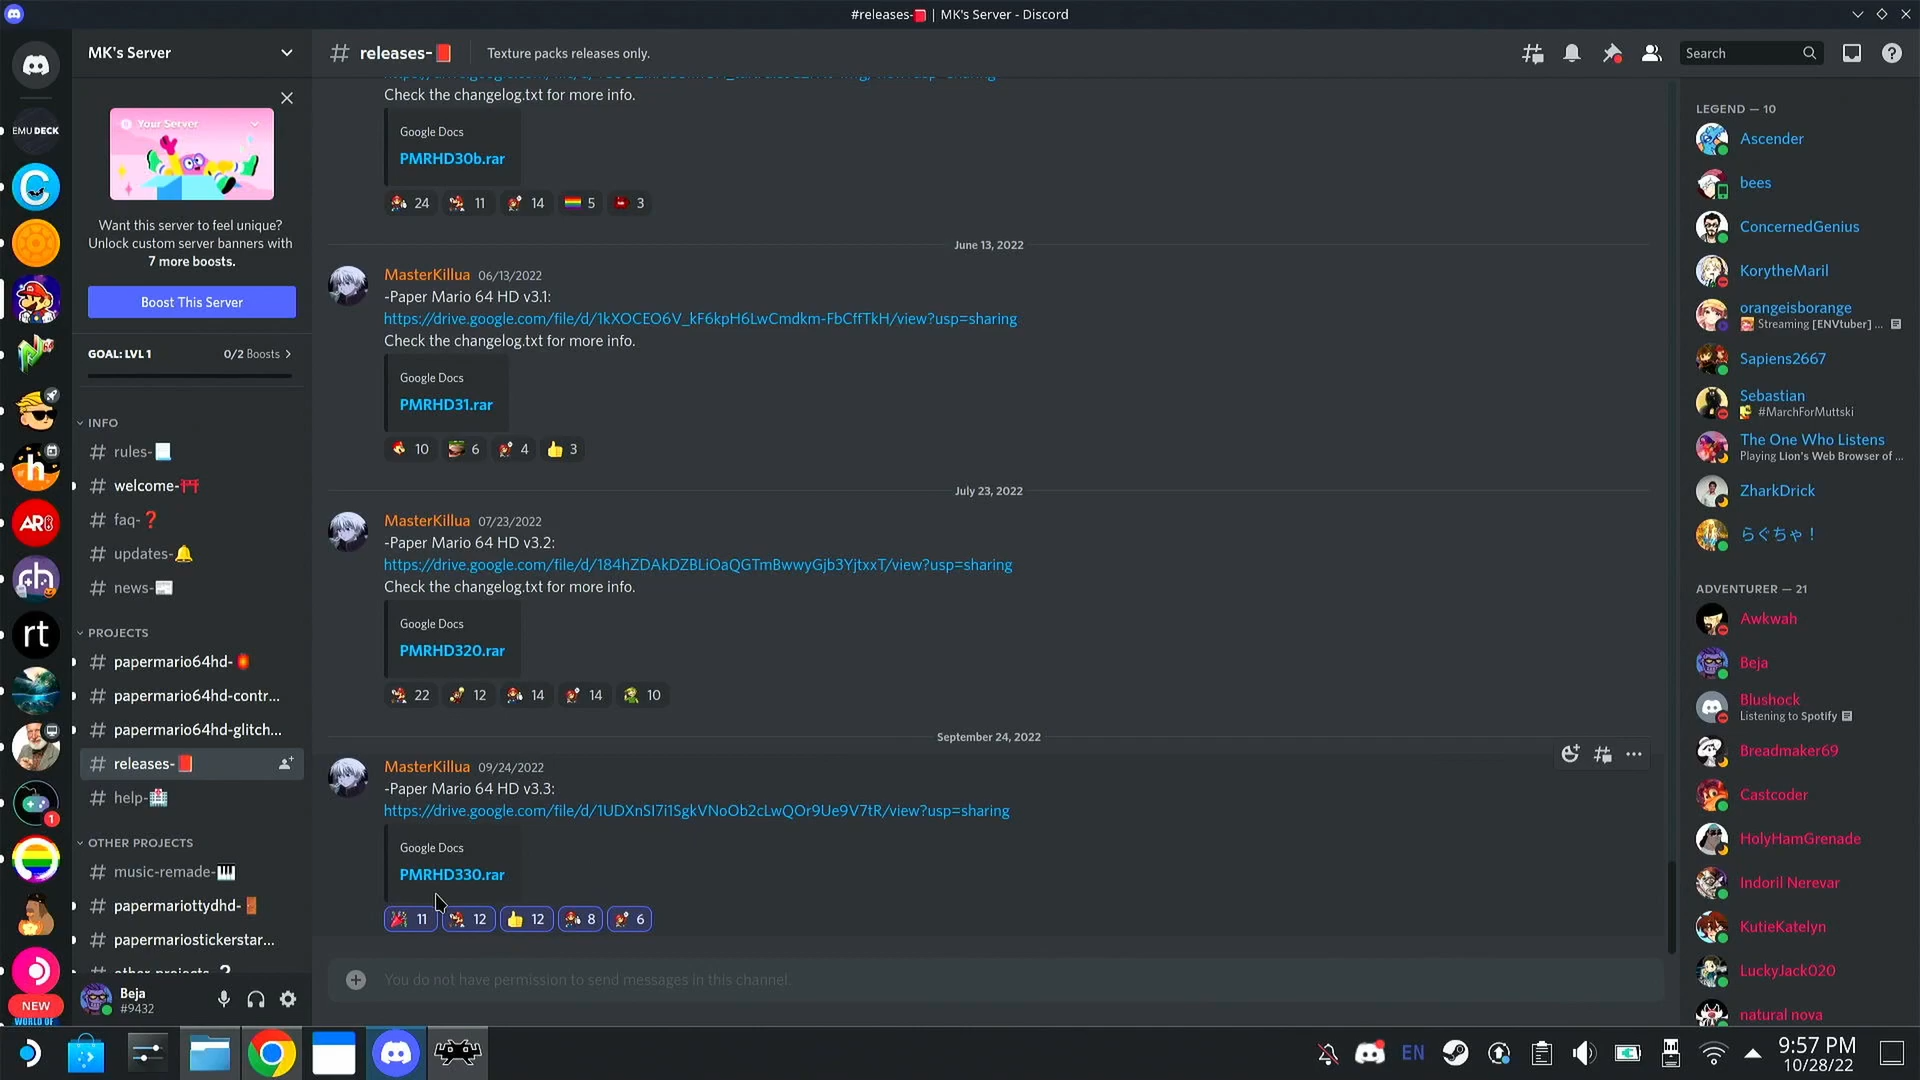 #releases-📕 | MK's Server - Discord
MK's Server
releases-📕
Texture packs releases only.
Search
EMU DECK
Your Server
Want this server to feel unique?
Unlock custom server banners with
7 more boosts.
Boost This Server
GOAL: LVL 1
0/2 Boosts
INFO
rules-📃
welcome-⛩
faq-❓
updates-🔔
news-📰
PROJECTS
papermario64hd-
papermario64hd-contr...
papermario64hd-glitch...
releases-📕
help-🏥
OTHER PROJECTS
music-remade-🎹
papermariottydhd-🚪
papermariostickerstar...
other-projects-?
AR
h
rt
1
NEW
WORLD OF
Beja
#9432
Check the changelog.txt for more info.
Google Docs
PMRHD30b.rar
24
11
14
5
3
June 13, 2022
MasterKillua 06/13/2022
-Paper Mario 64 HD v3.1:
https://drive.google.com/file/d/1kXOCEO6V_kF6kpH6LwCmdkm-FbCffTkH/view?usp=sharing
Check the changelog.txt for more info.
Google Docs
PMRHD31.rar
10
6
4
👍 3
July 23, 2022
MasterKillua 07/23/2022
-Paper Mario 64 HD v3.2:
https://drive.google.com/file/d/184hZDAkDZBLiOaQGTmBwwyGjb3YjtxxT/view?usp=sharing
Check the changelog.txt for more info.
Google Docs
PMRHD320.rar
22
12
14
14
10
September 24, 2022
MasterKillua 09/24/2022
-Paper Mario 64 HD v3.3:
https://drive.google.com/file/d/1UDXnSI7i1SgkVNoOb2cLwQOr9Ue9V7tR/view?usp=sharing
Google Docs
PMRHD330.rar
🎉 11
12
👍 12
8
6
You do not have permission to send messages in this channel.
LEGEND — 10
Ascender
bees
ConcernedGenius
KorytheMaril
orangeisborange
Streaming [ENVtuber] ...
Sapiens2667
Sebastian
#MarchForMuttski
The One Who Listens
Playing Lion's Web Browser of ...
ZharkDrick
らぐちゃ！
ADVENTURER — 21
Awkwah
Beja
Blushock
Listening to Spotify
Breadmaker69
Castcoder
HolyHamGrenade
Indoril Nerevar
KutieKatelyn
LuckyJack020
natural nova
EN
9:57 PM
10/28/22